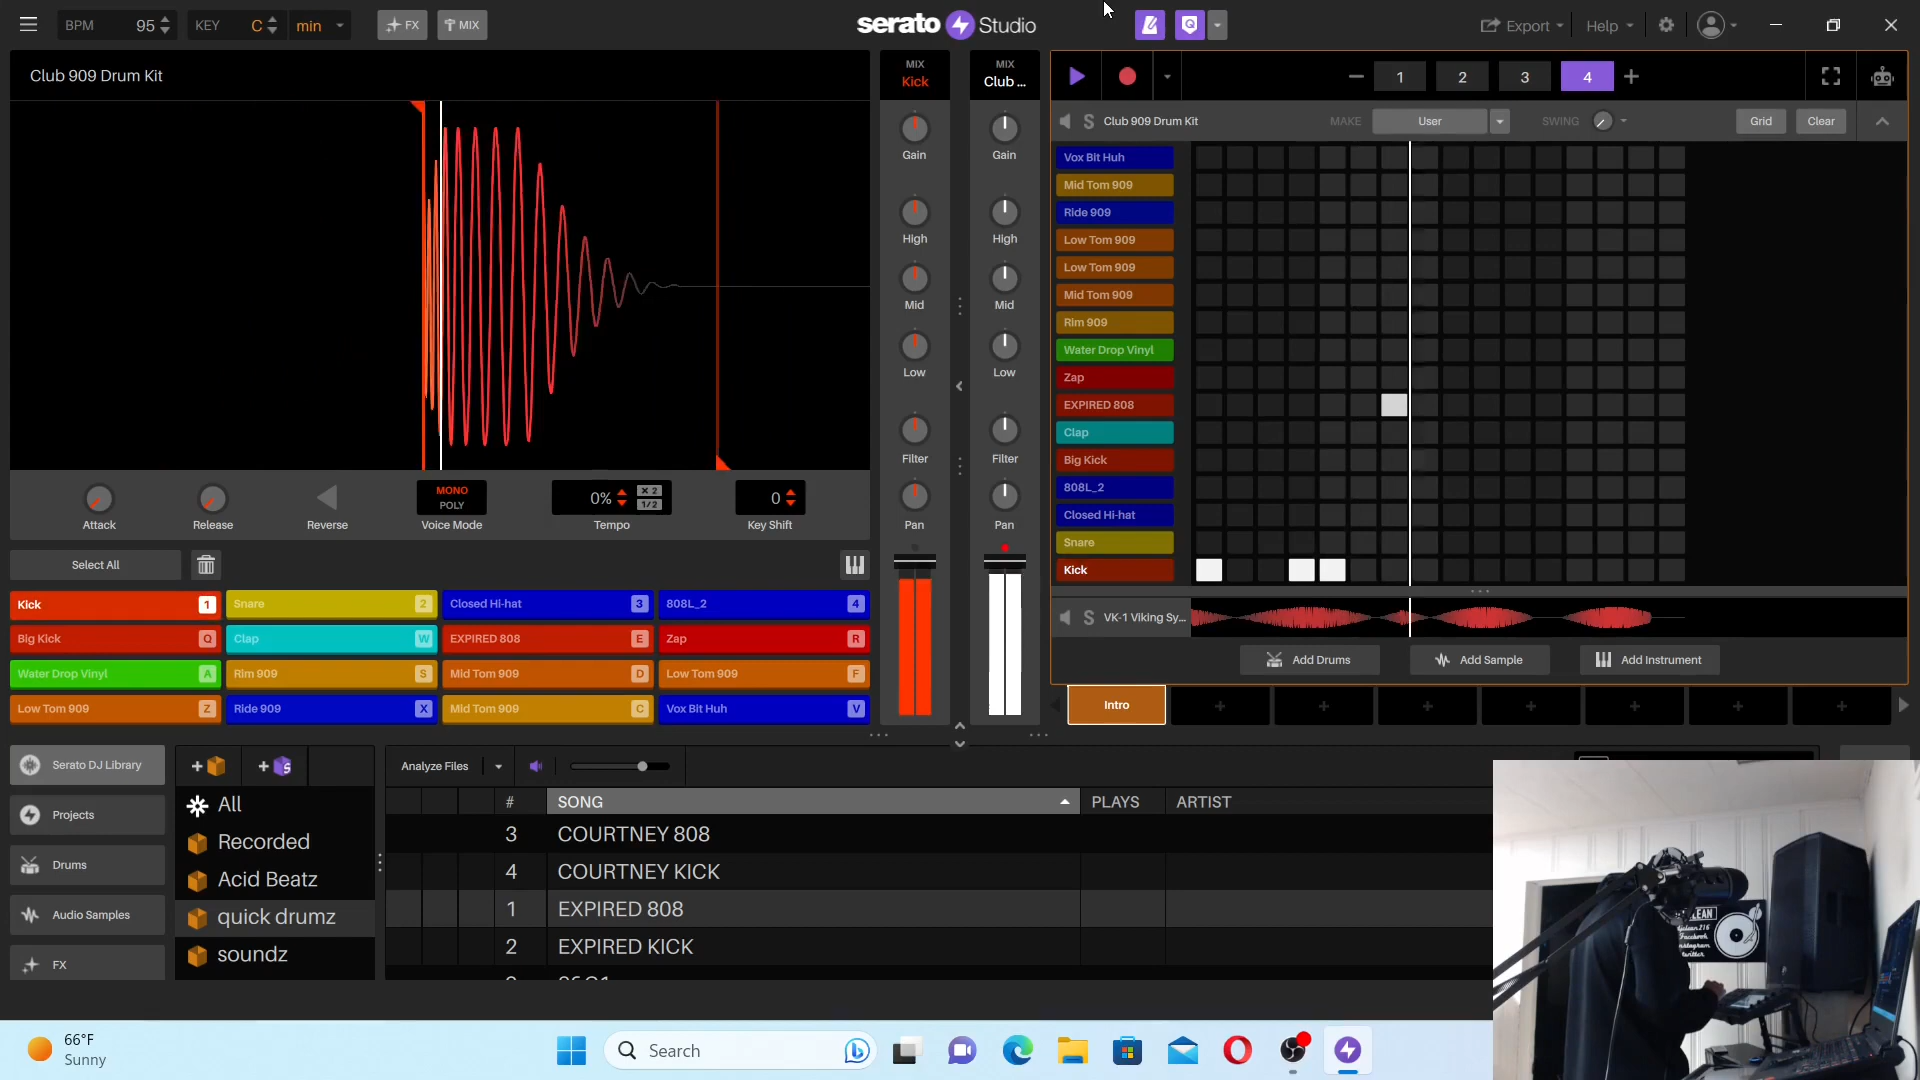 BPM 95 KEY C min FX MIX serato Studio Export Help
Club 909 Drum Kit
MIX
Kick
MIX
Club ...
Gain
High
Mid
Low
Filter
Pan
Gain
High
Mid
Low
Filter
Pan
1 2 3 4
S Club 909 Drum Kit MAKE User SWING Grid Clear
Vox Bit Huh
Mid Tom 909
Ride 909
Low Tom 909
Low Tom 909
Mid Tom 909
Rim 909
Water Drop Vinyl
Zap
EXPIRED 808
Clap
Big Kick
808L_2
Closed Hi-hat
Snare
Kick
S VK-1 Viking Sy...
Add Drums Add Sample Add Instrument
Intro
Attack
Release
Reverse
MONO
POLY
Voice Mode
0% X 2
1/2
Tempo
0
Key Shift
Select All
Kick 1 Snare 2 Closed Hi-hat 3 808L_2 4
Big Kick Q Clap W EXPIRED 808 E Zap R
Water Drop Vinyl A Rim 909 S Mid Tom 909 D Low Tom 909 F
Low Tom 909 Z Ride 909 X Mid Tom 909 C Vox Bit Huh V
Serato DJ Library
Projects
Drums
Audio Samples
FX
All
Recorded
Acid Beatz
quick drumz
soundz
Analyze Files
# SONG PLAYS ARTIST
3 COURTNEY 808
4 COURTNEY KICK
1 EXPIRED 808
2 EXPIRED KICK
66°F
Sunny
Search